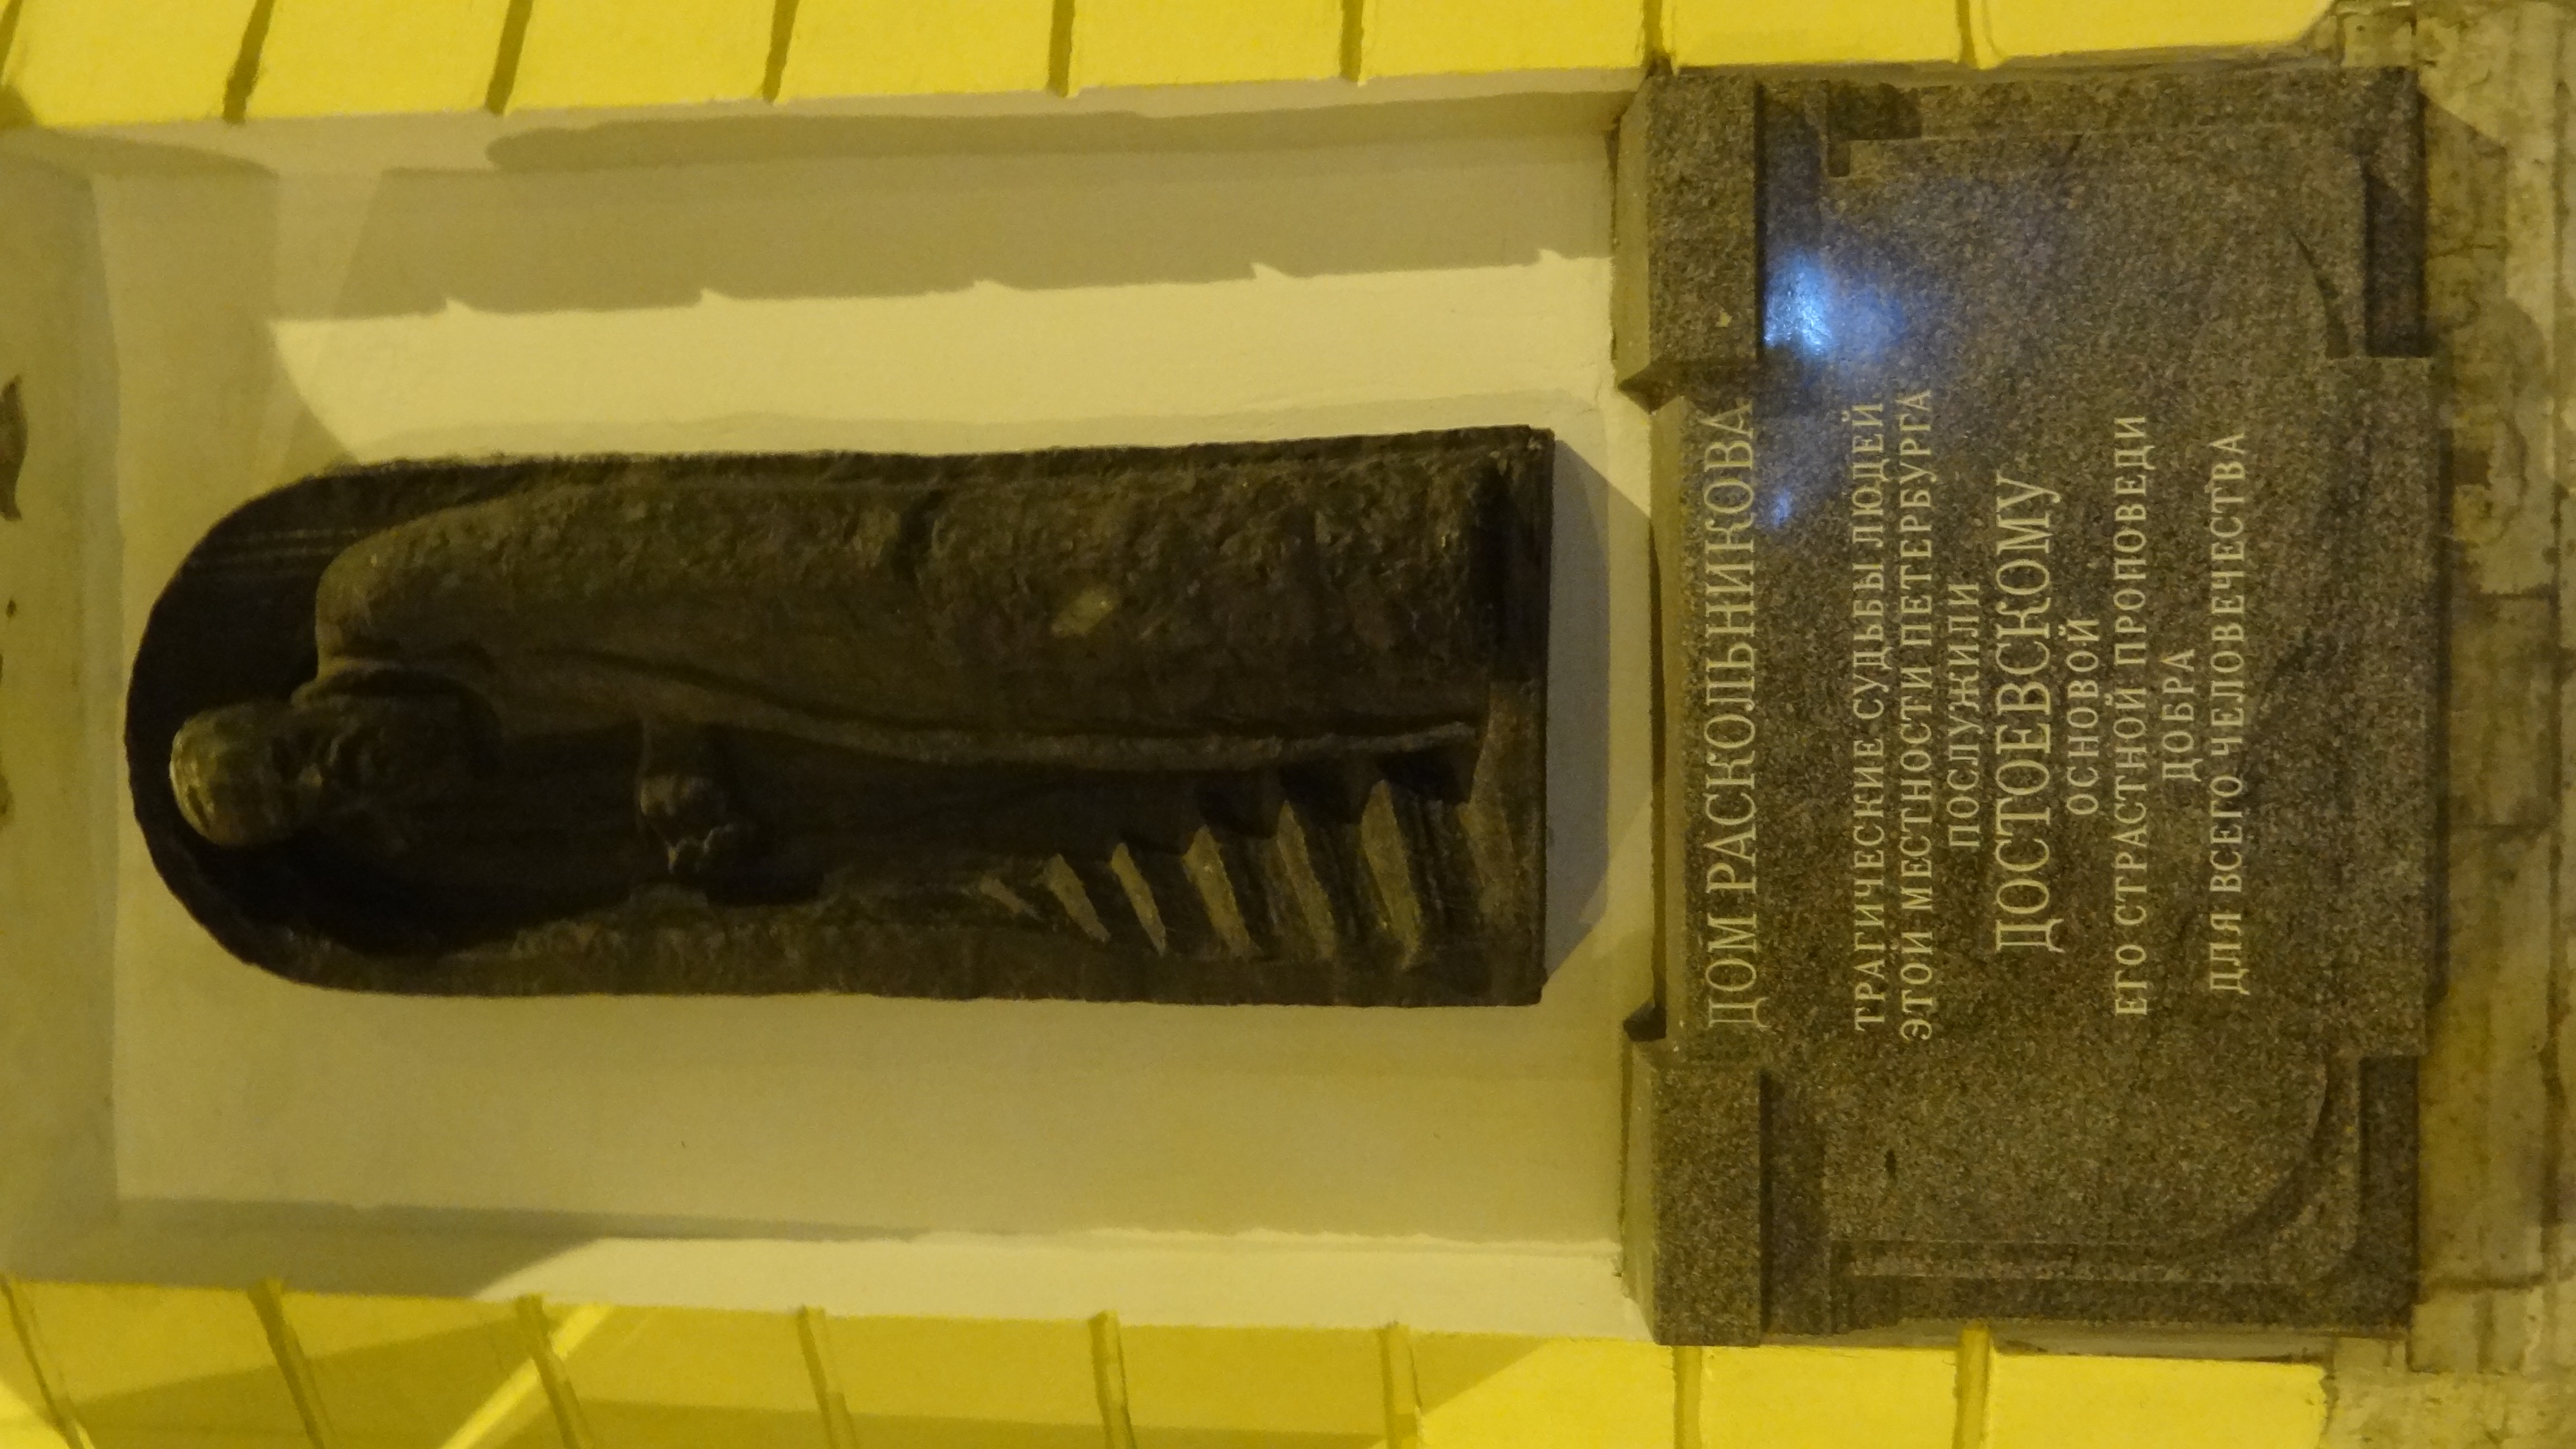 ДОМ РАСКОЛЬНИКОВА
ТРАГИЧЕСКИЕ СУДЬБЫ ЛЮДЕЙ
ЭТОЙ МЕСТНОСТИ ПЕТЕРБУРГА
ПОСЛУЖИЛИ
ДОСТОЕВСКОМУ
ОСНОВОЙ
ЕГО СТРАСТНОЙ ПРОПОВЕДИ
ДОБРА
ДЛЯ ВСЕГО ЧЕЛОВЕЧЕСТВА